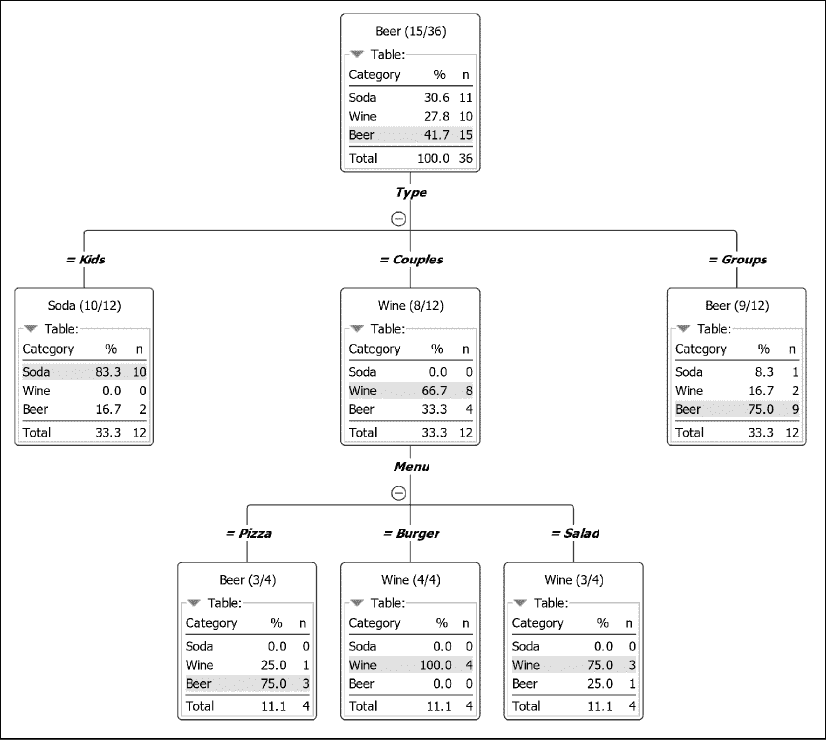 Beer (15/36)
Table:
Category % n
Soda 30.6 11
Wine 27.8 10
Beer 41.7 15
Total 100.0 36
Type
= Kids
= Couples
= Groups
Soda (10/12)
Table:
Category % n
Soda 83.3 10
Wine 0.0 0
Beer 16.7 2
Total 33.3 12
Wine (8/12)
Table:
Category % n
Soda 0.0 0
Wine 66.7 8
Beer 33.3 4
Total 33.3 12
Beer (9/12)
Table:
Category % n
Soda 8.3 1
Wine 16.7 2
Beer 75.0 9
Total 33.3 12
Menu
= Pizza
= Burger
= Salad
Beer (3/4)
Table:
Category % n
Soda 0.0 0
Wine 25.0 1
Beer 75.0 3
Total 11.1 4
Wine (4/4)
Table:
Category % n
Soda 0.0 0
Wine 100.0 4
Beer 0.0 0
Total 11.1 4
Wine (3/4)
Table:
Category % n
Soda 0.0 0
Wine 75.0 3
Beer 25.0 1
Total 11.1 4